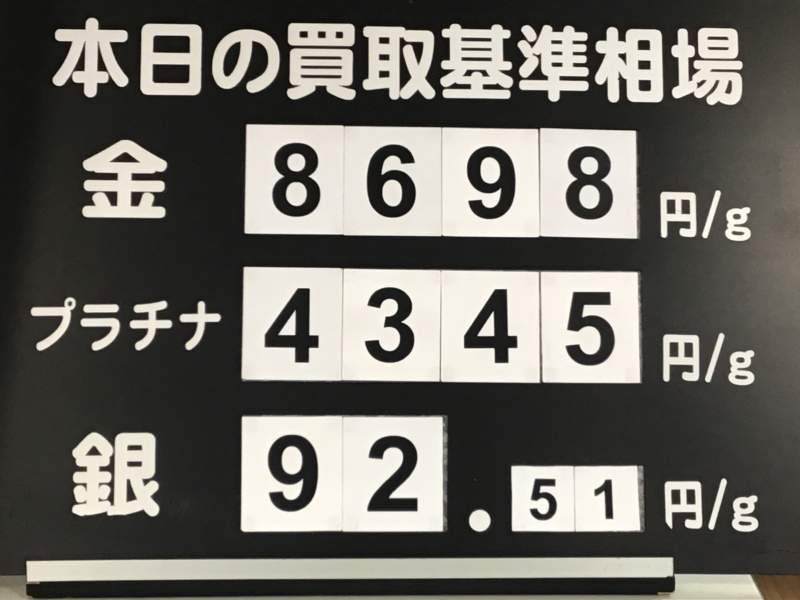 本日の買取基準相場
金 8698 円/g
プラチナ 4345 円/g
銀 92.51 円/g